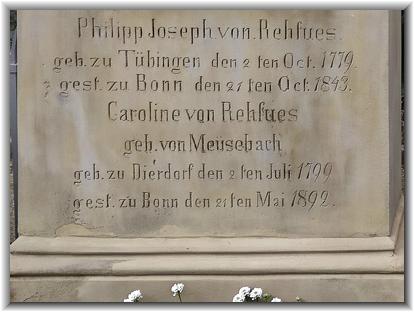 Philipp Joseph von Rehfues.
geb. zu Tübingen den 2 ten Oct. 1779.
gest. zu Bonn den 21 ten Oct. 1843.
Caroline von Rehfues
geb. von Meüsebach
geb. zu Dierdorf den 2 ten Juli 1799
gest. zu Bonn den 21 ten Mai 1892.